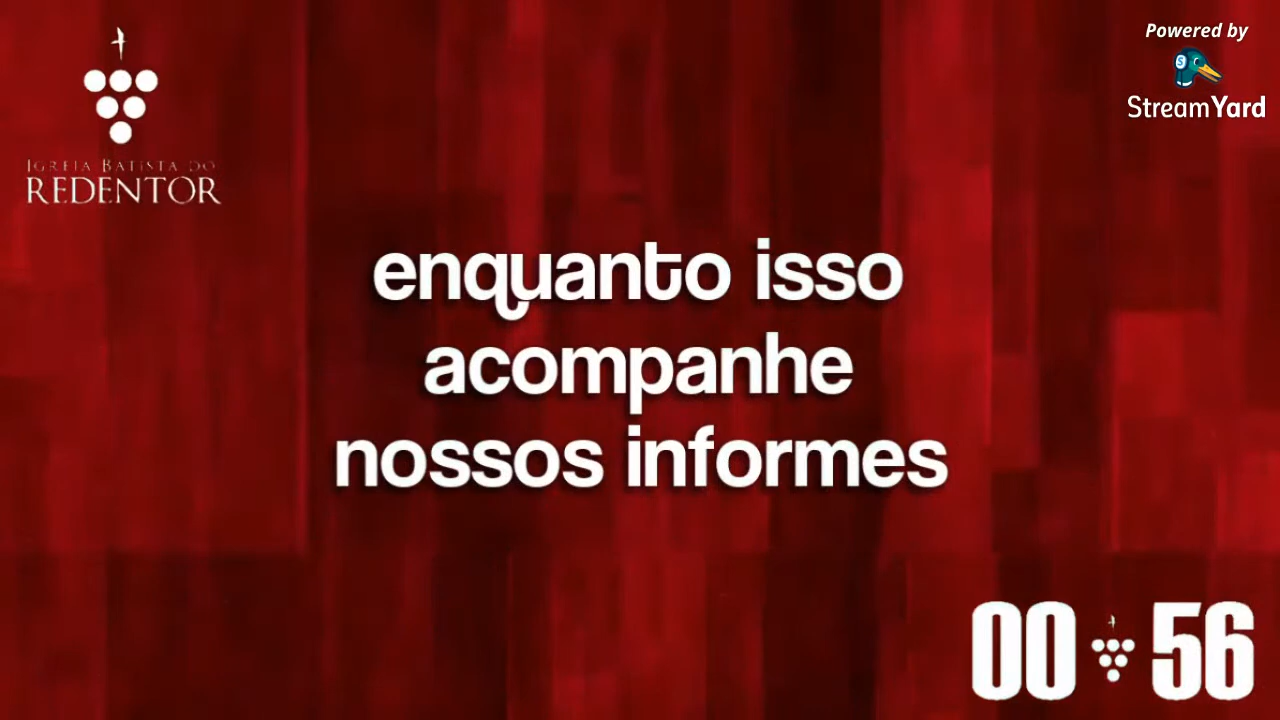 Powered by
StreamYard
IGREJA BATISTA DO
REDENTOR
enquanto isso
acompanhe
nossos informes
00 56